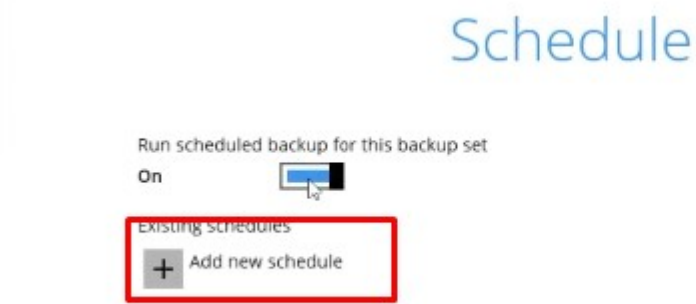 Schedule
Run scheduled backup for this backup set
On
Existing schedules
+ Add new schedule